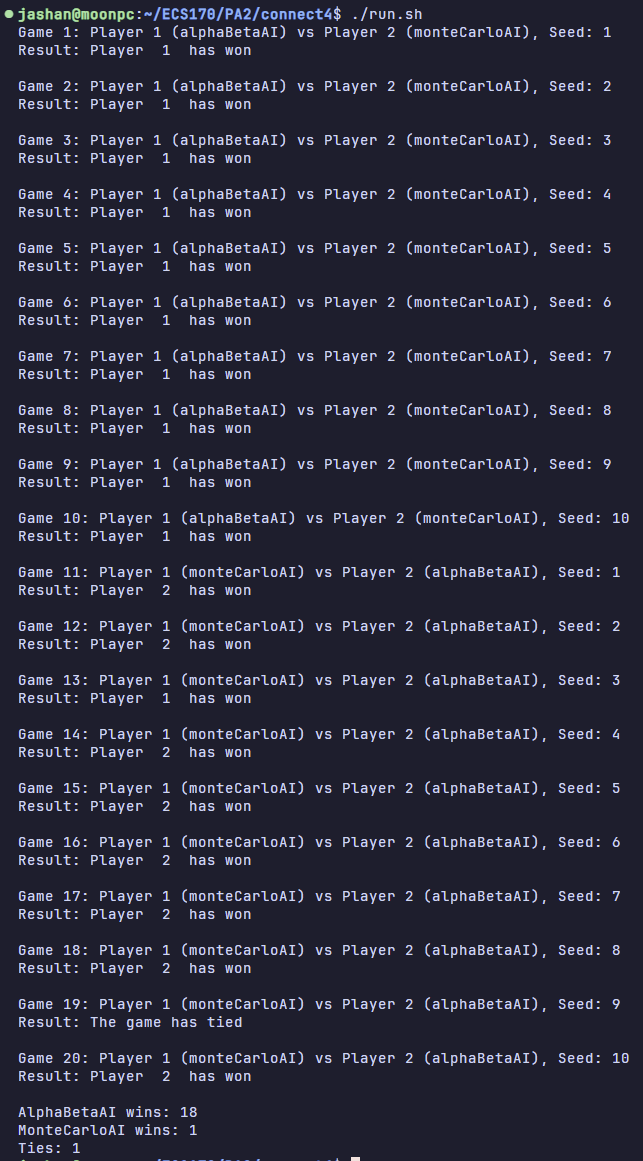 jashan@moonpc:~/ECS170/PA2/connect4$ ./run.sh
Game 1: Player 1 (alphaBetaAI) vs Player 2 (monteCarloAI), Seed: 1
Result: Player  1  has won
Game 2: Player 1 (alphaBetaAI) vs Player 2 (monteCarloAI), Seed: 2
Result: Player  1  has won
Game 3: Player 1 (alphaBetaAI) vs Player 2 (monteCarloAI), Seed: 3
Result: Player  1  has won
Game 4: Player 1 (alphaBetaAI) vs Player 2 (monteCarloAI), Seed: 4
Result: Player  1  has won
Game 5: Player 1 (alphaBetaAI) vs Player 2 (monteCarloAI), Seed: 5
Result: Player  1  has won
Game 6: Player 1 (alphaBetaAI) vs Player 2 (monteCarloAI), Seed: 6
Result: Player  1  has won
Game 7: Player 1 (alphaBetaAI) vs Player 2 (monteCarloAI), Seed: 7
Result: Player  1  has won
Game 8: Player 1 (alphaBetaAI) vs Player 2 (monteCarloAI), Seed: 8
Result: Player  1  has won
Game 9: Player 1 (alphaBetaAI) vs Player 2 (monteCarloAI), Seed: 9
Result: Player  1  has won
Game 10: Player 1 (alphaBetaAI) vs Player 2 (monteCarloAI), Seed: 10
Result: Player  1  has won
Game 11: Player 1 (monteCarloAI) vs Player 2 (alphaBetaAI), Seed: 1
Result: Player  2  has won
Game 12: Player 1 (monteCarloAI) vs Player 2 (alphaBetaAI), Seed: 2
Result: Player  2  has won
Game 13: Player 1 (monteCarloAI) vs Player 2 (alphaBetaAI), Seed: 3
Result: Player  1  has won
Game 14: Player 1 (monteCarloAI) vs Player 2 (alphaBetaAI), Seed: 4
Result: Player  2  has won
Game 15: Player 1 (monteCarloAI) vs Player 2 (alphaBetaAI), Seed: 5
Result: Player  2  has won
Game 16: Player 1 (monteCarloAI) vs Player 2 (alphaBetaAI), Seed: 6
Result: Player  2  has won
Game 17: Player 1 (monteCarloAI) vs Player 2 (alphaBetaAI), Seed: 7
Result: Player  2  has won
Game 18: Player 1 (monteCarloAI) vs Player 2 (alphaBetaAI), Seed: 8
Result: Player  2  has won
Game 19: Player 1 (monteCarloAI) vs Player 2 (alphaBetaAI), Seed: 9
Result: The game has tied
Game 20: Player 1 (monteCarloAI) vs Player 2 (alphaBetaAI), Seed: 10
Result: Player  2  has won
AlphaBetaAI wins: 18
MonteCarloAI wins: 1
Ties: 1